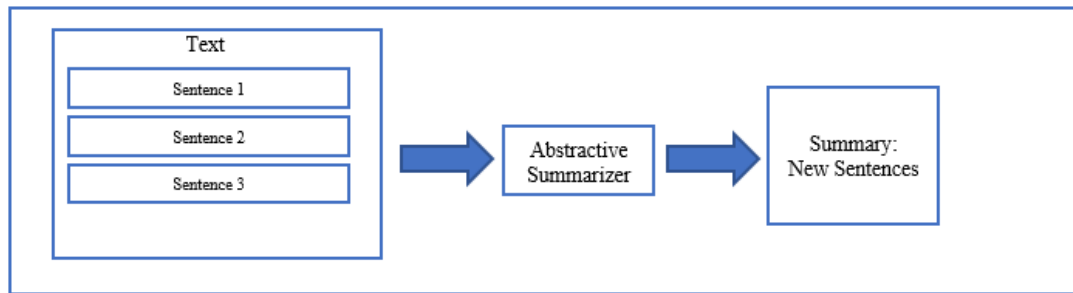 Text
Sentence 1
Sentence 2
Sentence 3
Abstractive
Summarizer
Summary:
New Sentences